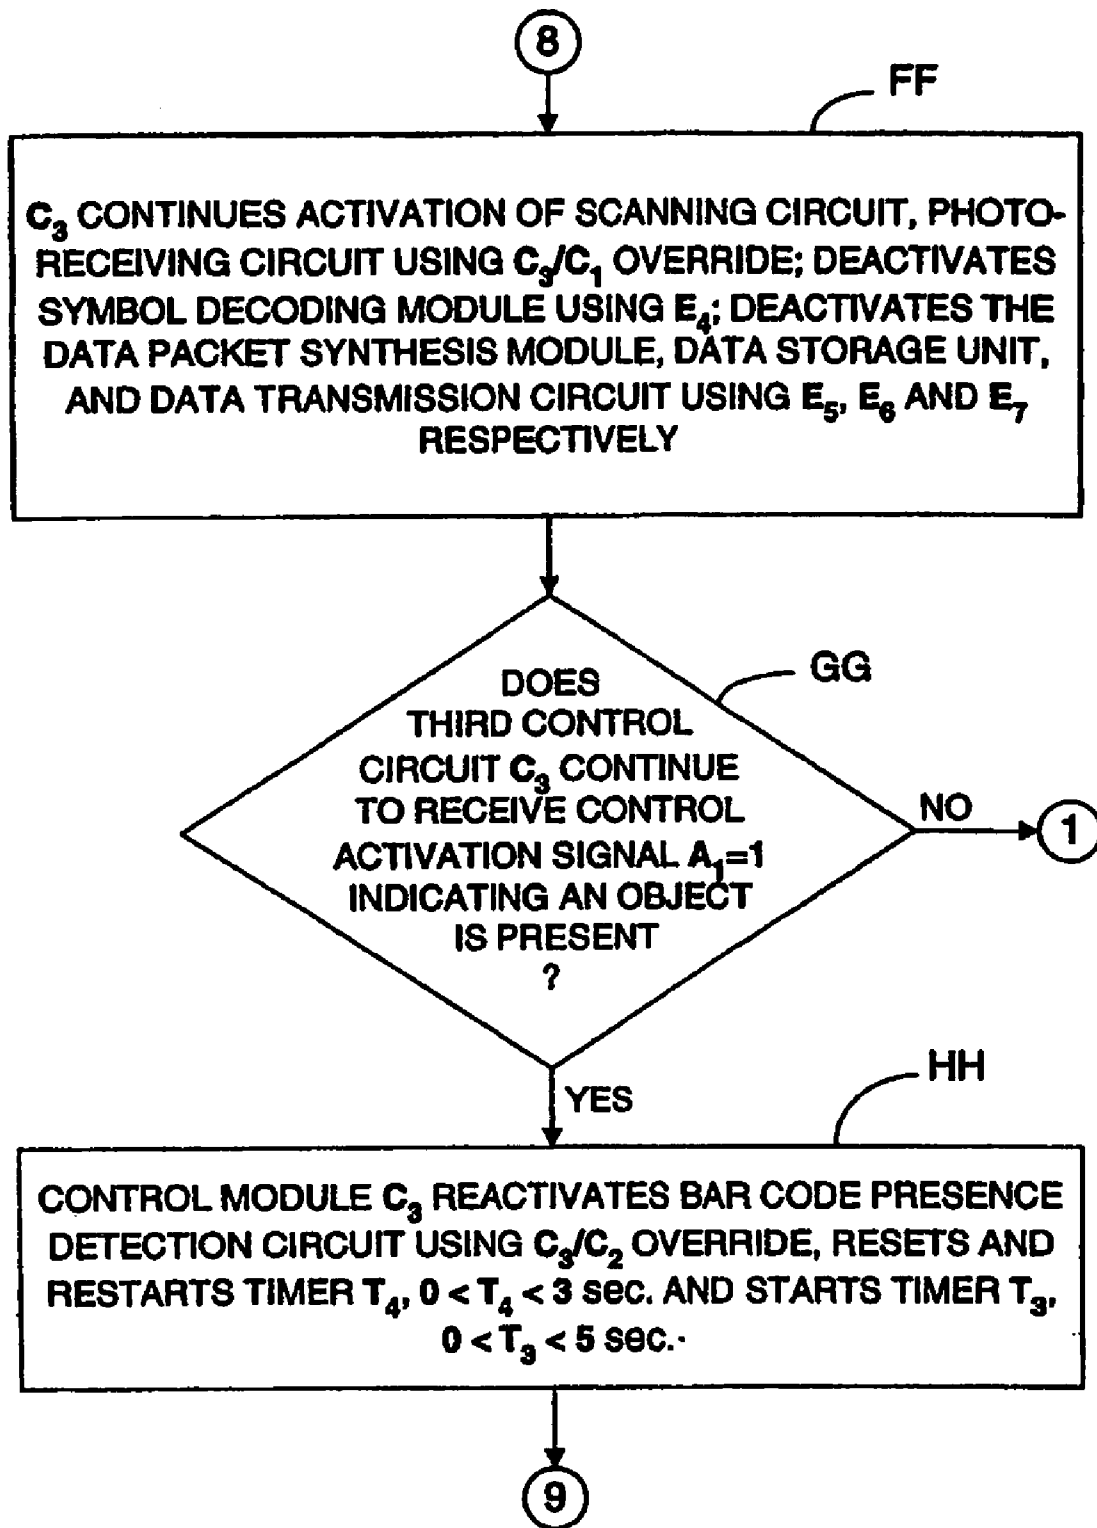 8
FF
C₃ CONTINUES ACTIVATION OF SCANNING CIRCUIT, PHOTO-
RECEIVING CIRCUIT USING C₃/C₁ OVERRIDE; DEACTIVATES
SYMBOL DECODING MODULE USING E₄; DEACTIVATES THE
DATA PACKET SYNTHESIS MODULE, DATA STORAGE UNIT,
AND DATA TRANSMISSION CIRCUIT USING E₅, E₆ AND E₇
RESPECTIVELY
GG
DOES
THIRD CONTROL
CIRCUIT C₃ CONTINUE
TO RECEIVE CONTROL
ACTIVATION SIGNAL A₁=1
INDICATING AN OBJECT
IS PRESENT
?
NO
1
YES
HH
CONTROL MODULE C₃ REACTIVATES BAR CODE PRESENCE
DETECTION CIRCUIT USING C₃/C₂ OVERRIDE, RESETS AND
RESTARTS TIMER T₄, 0 < T₄ < 3 sec. AND STARTS TIMER T₃,
0 < T₃ < 5 sec.
9